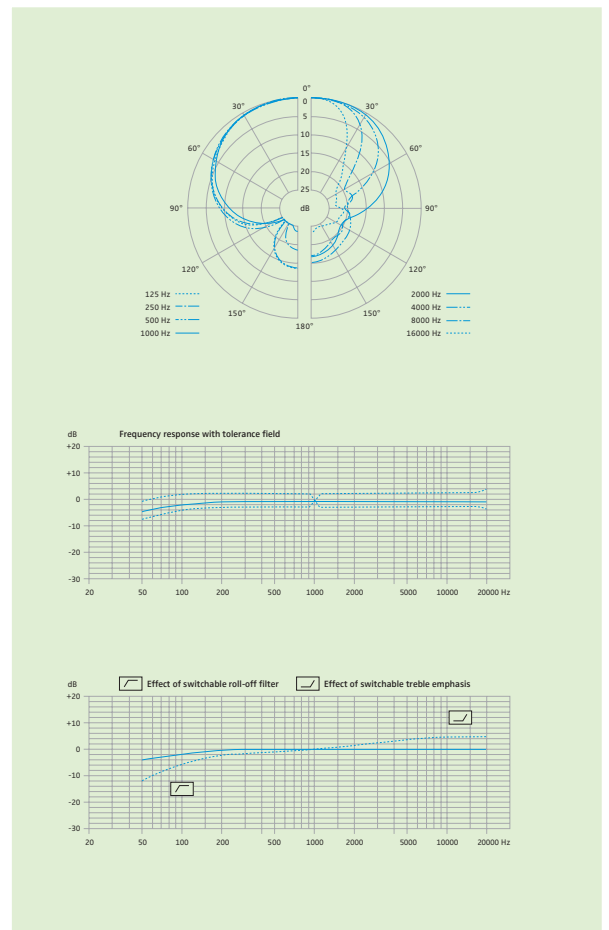 0°
30° 0 30°
5
60° 10 60°
15
20
25
90° dB 90°
120° 120°
125 Hz 2000 Hz
250 Hz 4000 Hz
150° 150°
500 Hz 8000 Hz
180°
1000 Hz 16000 Hz
dB Frequency response with tolerance field
+20
+10
0
-10
-20
-30
20 50 100 200 500 1000 2000 5000 10000 20000 Hz
dB Effect of switchable roll-off filter Effect of switchable treble emphasis
+20
+10
0
-10
-20
-30
20 50 100 200 500 1000 2000 5000 10000 20000 Hz